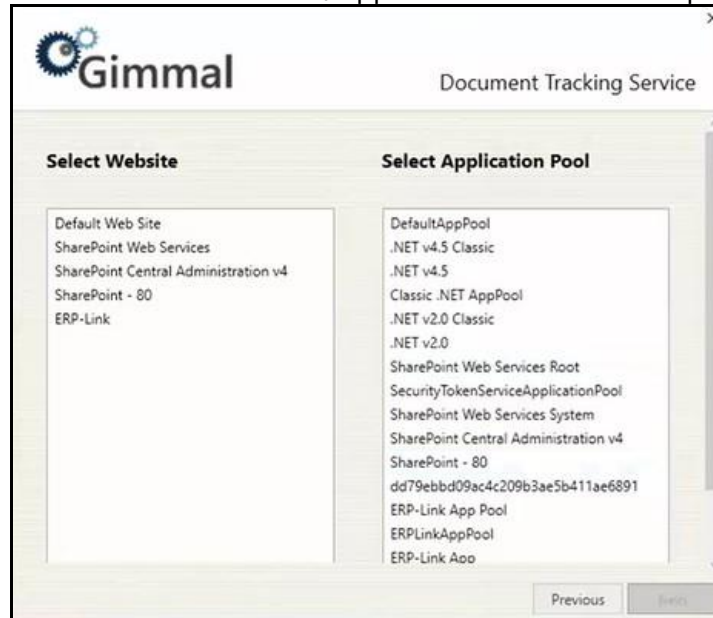 Gimmal
Document Tracking Service
Select Website
Default Web Site
SharePoint Web Services
SharePoint Central Administration v4
SharePoint - 80
ERP-Link
Select Application Pool
DefaultAppPool
.NET v4.5 Classic
.NET v4.5
Classic .NET AppPool
.NET v2.0 Classic
.NET v2.0
SharePoint Web Services Root
SecurityTokenServiceApplicationPool
SharePoint Web Services System
SharePoint Central Administration v4
SharePoint - 80
dd79ebbd09ac4c209b3ae5b411ae6891
ERP-Link App Pool
ERPLinkAppPool
ERP-Link App
Previous
Next